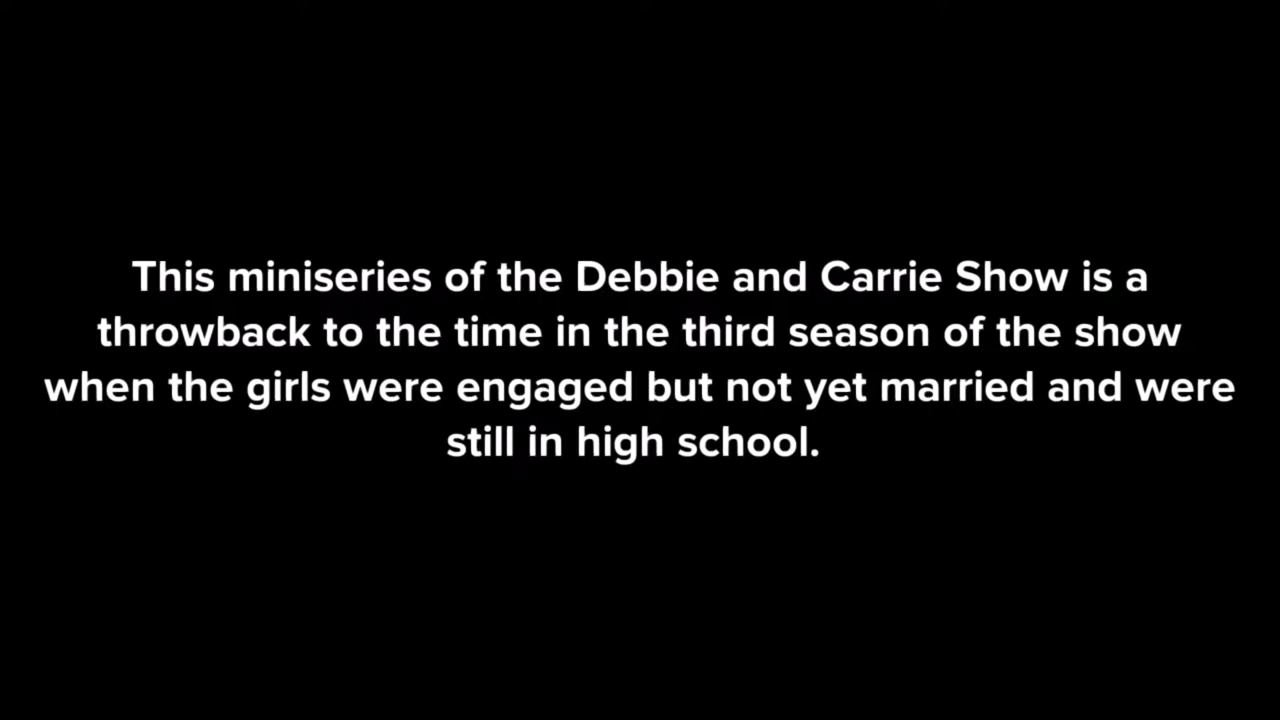 This miniseries of the Debbie and Carrie Show is a
throwback to the time in the third season of the show
when the girls were engaged but not yet married and were
still in high school.